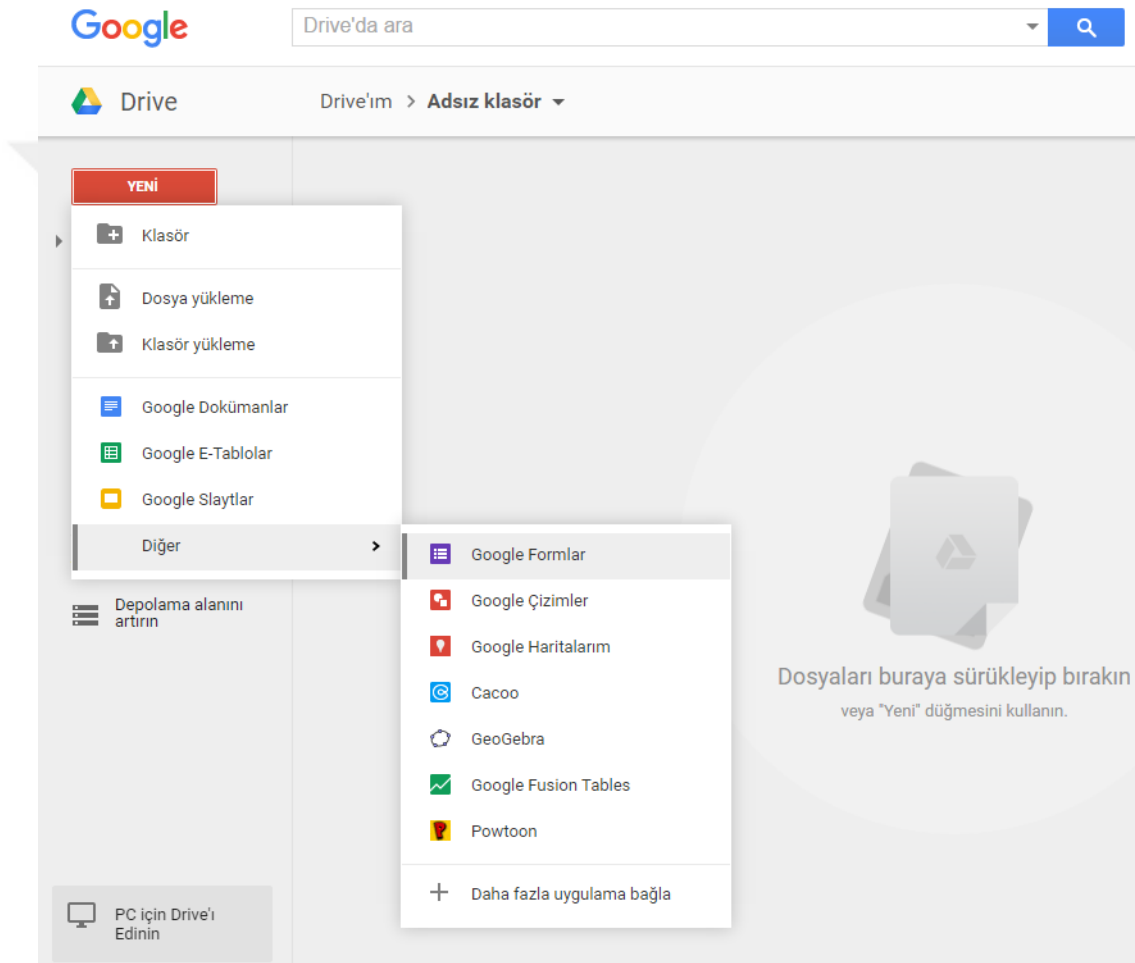 Google
Drive'da ara
Drive
Drive'ım > Adsız klasör
YENİ
Klasör
Dosya yükleme
Klasör yükleme
Google Dokümanlar
Google E-Tablolar
Google Slaytlar
Diğer
Google Formlar
Google Çizimler
Google Haritalarım
Cacoo
GeoGebra
Google Fusion Tables
Powtoon
Daha fazla uygulama bağla
Depolama alanını
artırın
PC için Drive'ı
Edinin
Dosyaları buraya sürükleyip bırakın
veya "Yeni" düğmesini kullanın.